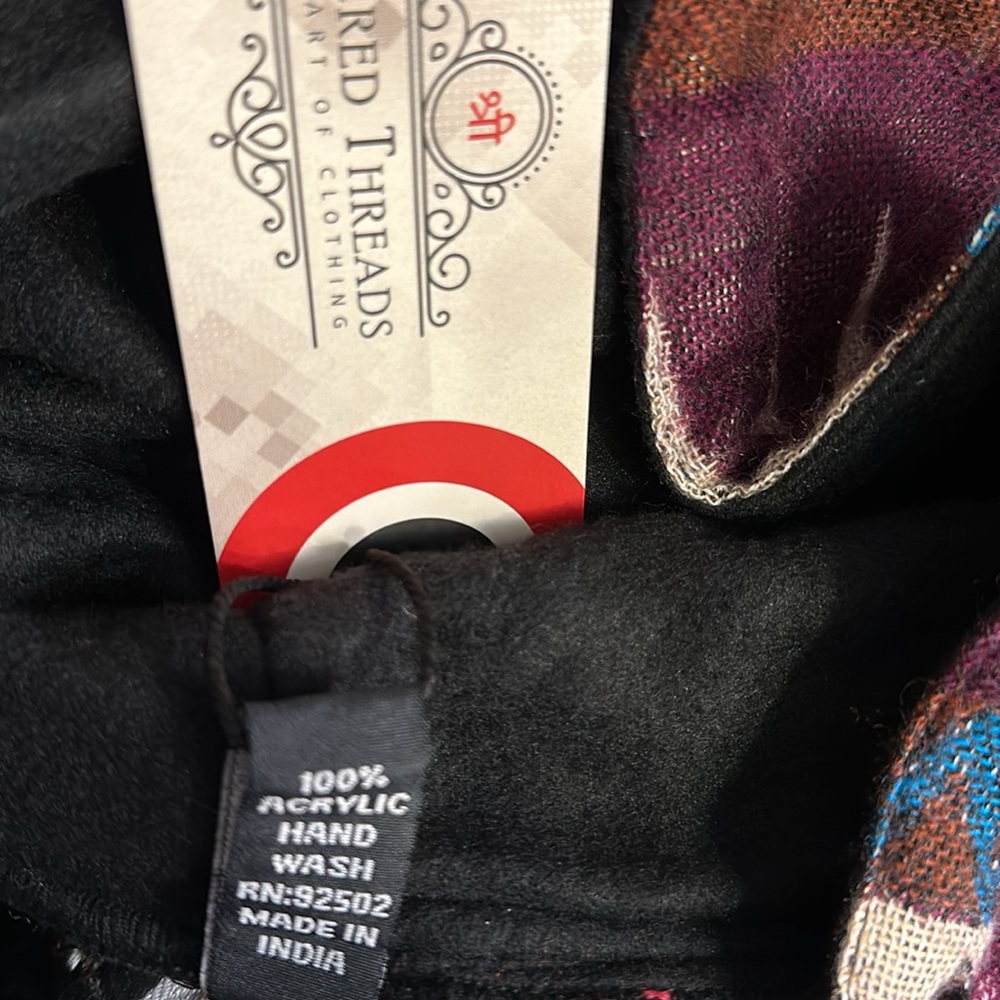 श्री
RED THREADS
ART OF CLOTHING
100%
ACRYLIC
HAND
WASH
RN:92502
MADE IN
INDIA